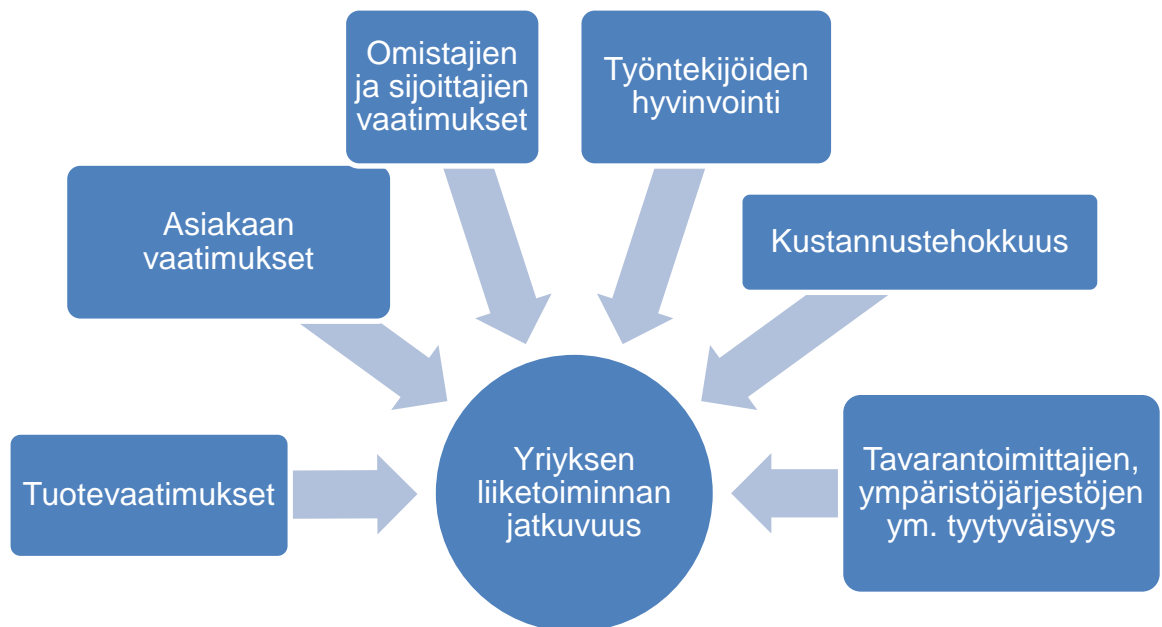 Omistajien
ja sijoittajien
vaatimukset
Työntekijöiden
hyvinvointi
Asiakaan
vaatimukset
Kustannustehokkuus
Tuotevaatimukset
Yriyksen
liiketoiminnan
jatkuvuus
Tavarantoimittajien,
ympäristöjärjestöjen
ym. tyytyväisyys